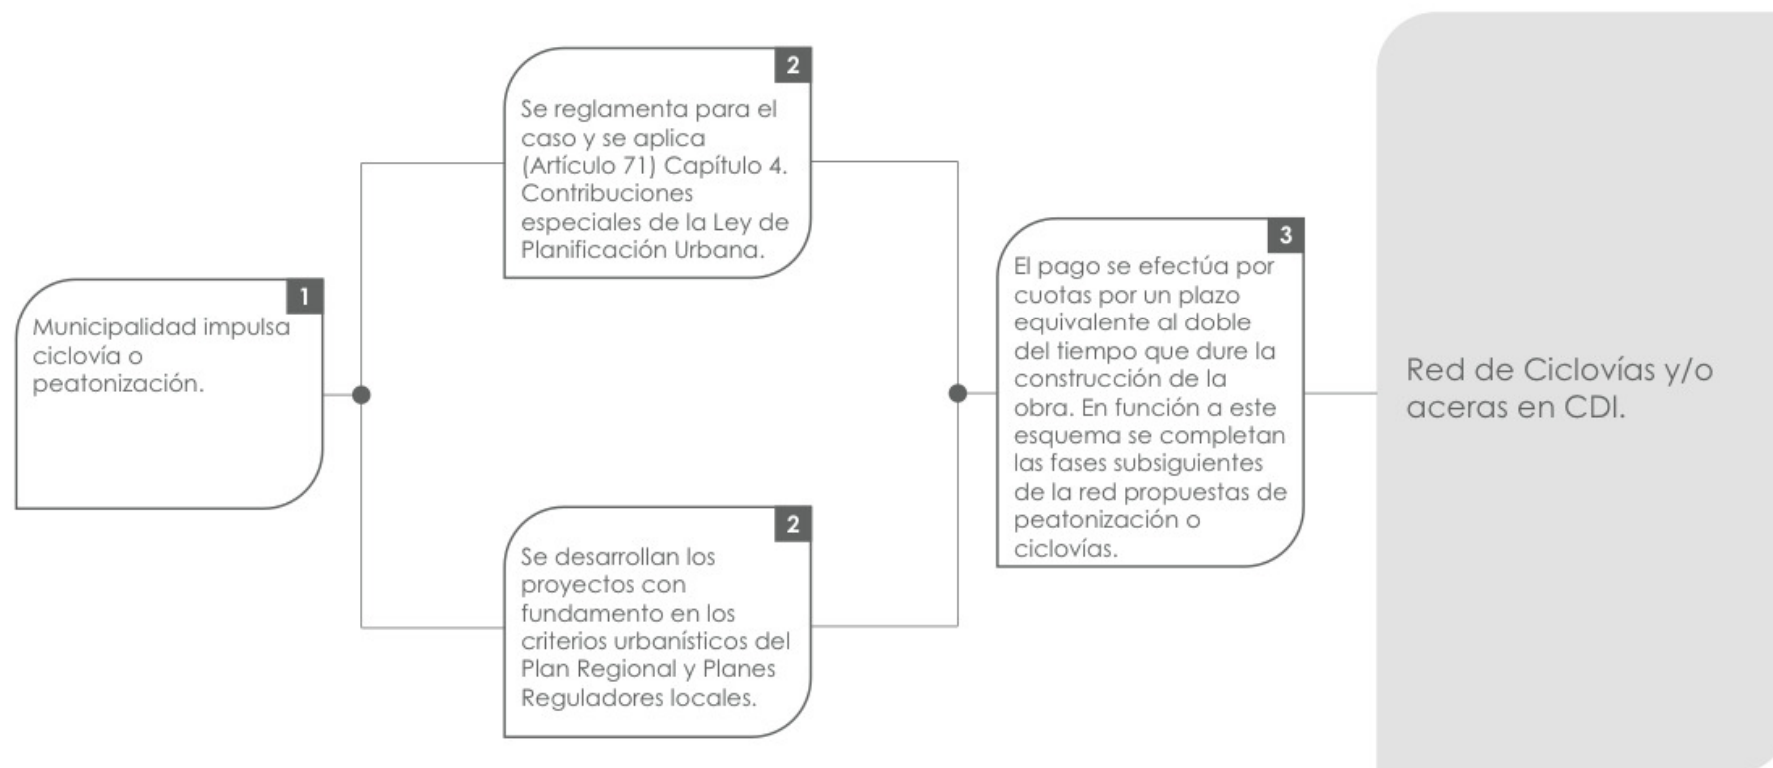 1
Municipalidad impulsa
ciclovía o
peatonización.
2
Se reglamenta para el
caso y se aplica
(Artículo 71) Capítulo 4.
Contribuciones
especiales de la Ley de
Planificación Urbana.
2
Se desarrollan los
proyectos con
fundamento en los
criterios urbanísticos del
Plan Regional y Planes
Reguladores locales.
3
El pago se efectúa por
cuotas por un plazo
equivalente al doble
del tiempo que dure la
construcción de la
obra. En función a este
esquema se completan
las fases subsiguientes
de la red propuestas de
peatonización o
ciclovías.
Red de Ciclovías y/o
aceras en CDI.